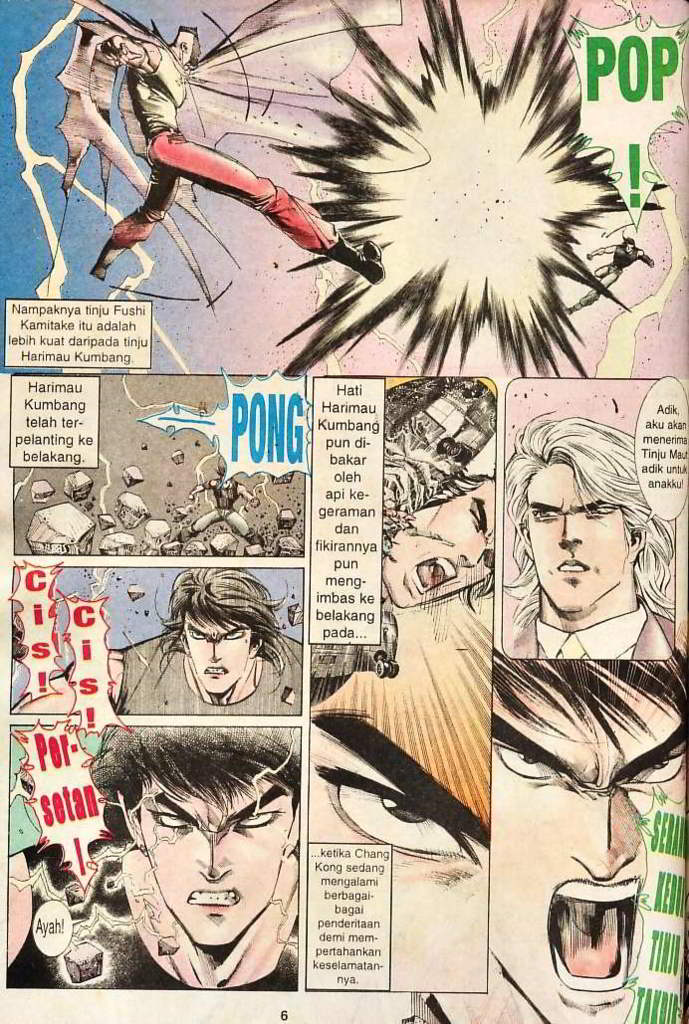 POP
!
Nampaknya tinju Fushi
Kamitake itu adalah
lebih kuat daripada tinju
Harimau Kumbang.
Harimau
Kumbang
telah ter-
pelanting ke
belakang.
PONG
Hati
Harimau
Kumbang
pun di-
bakar
oleh
api ke-
geraman
dan
fikirannya
pun
meng-
imbas ke
belakang
pada...
Adik,
aku akan
menerima
Tinju Maut
adik untuk
anakku!
Cis!
Cis!
Per-
setan
!
Ayah!
...ketika Chang
Kong sedang
mengalami
berbagai-
bagai
penderitaan
demi mem-
pertahankan
keselamatan-
nya.
TINJU
6